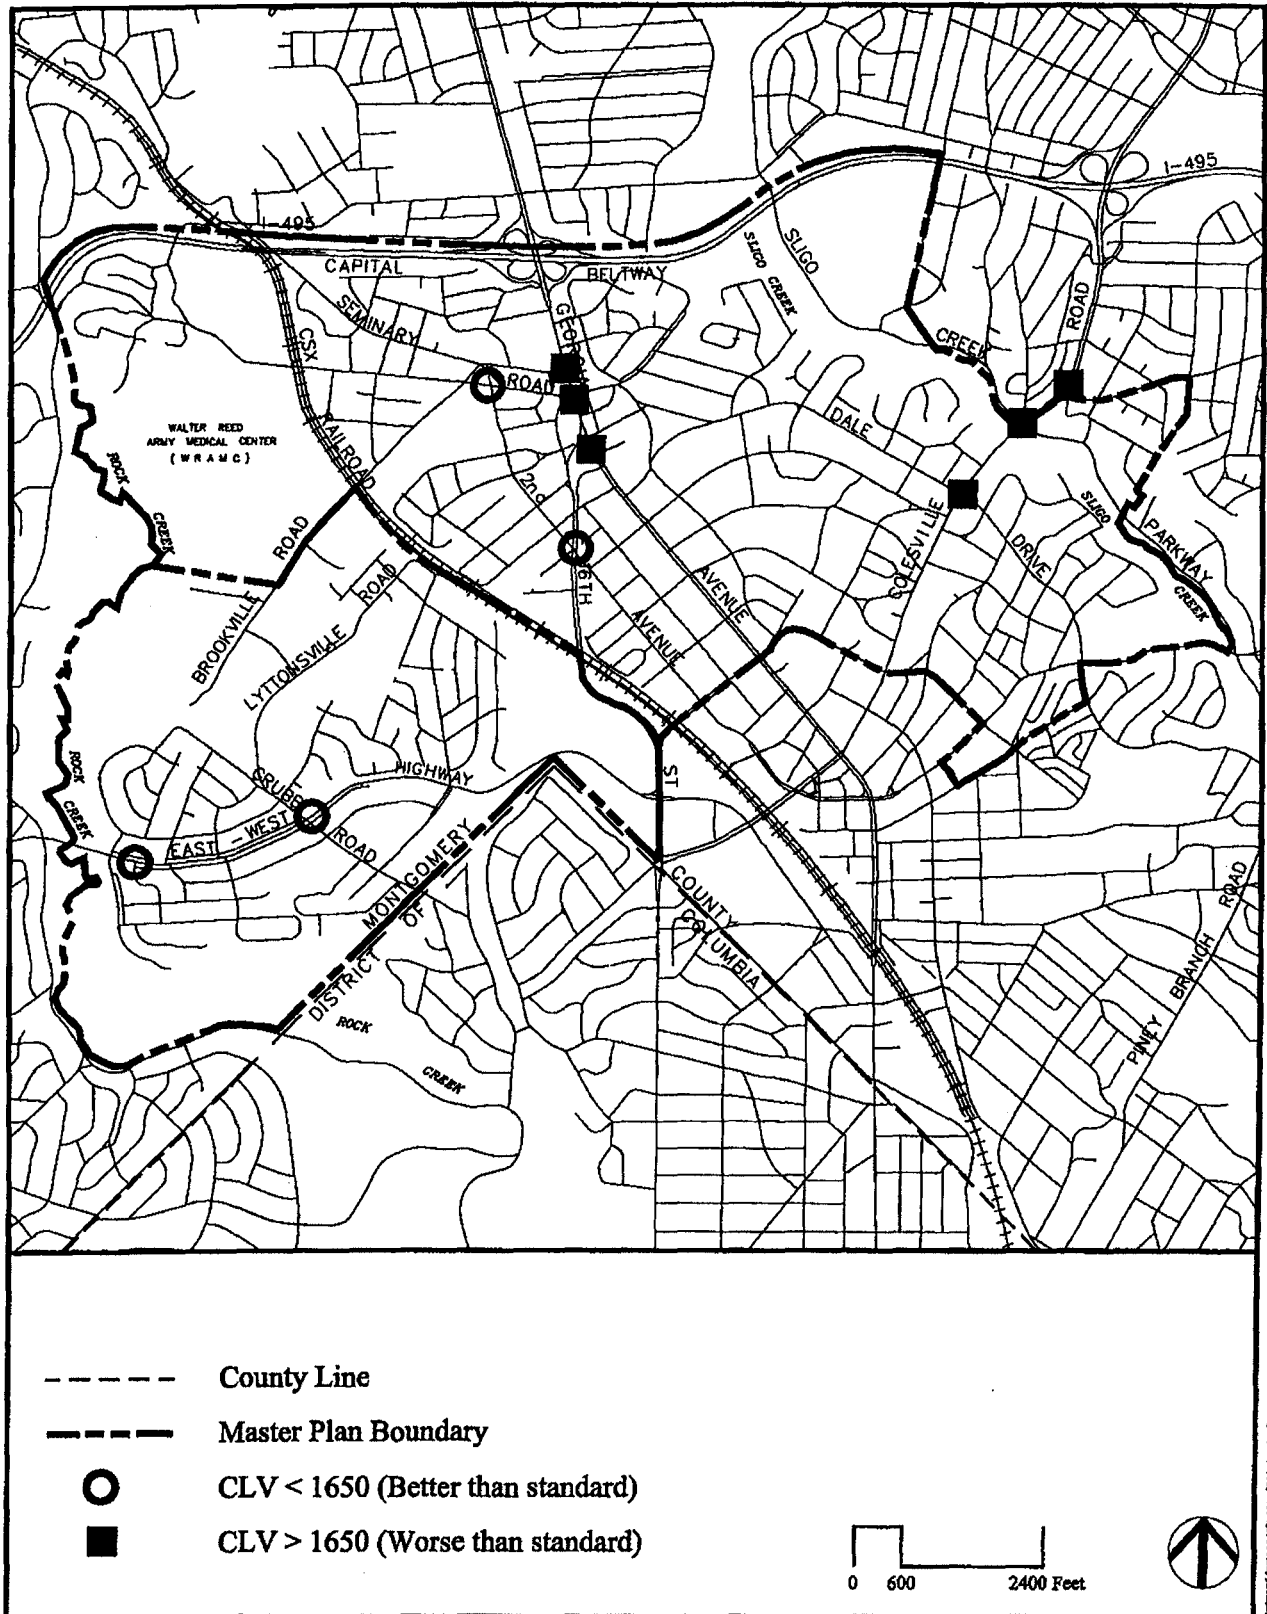 I-495
I-495
CAPITAL
BELTWAY
SLIGO
CREEK
SLIGO
CREEK
SEMINARY
ROAD
CSX
RAILROAD
ROAD
DALE
DRIVE
WALTER REED
ARMY MEDICAL CENTER
(WRAMC)
ROCK
CREEK
2nd
AVENUE
16TH
ST
AVENUE
COLESVILLE
SLIGO
PARKWAY
CREEK
BROOKVILLE
ROAD
LYTTONSVILLE
ROAD
ROCK
CREEK
GRUBB
ROAD
EAST - WEST
HIGHWAY
MONTGOMERY
COUNTY
DISTRICT OF
COLUMBIA
ROCK
CREEK
PINEY
BRANCH
ROAD
County Line
Master Plan Boundary
CLV < 1650 (Better than standard)
CLV > 1650 (Worse than standard)
0 600 2400 Feet